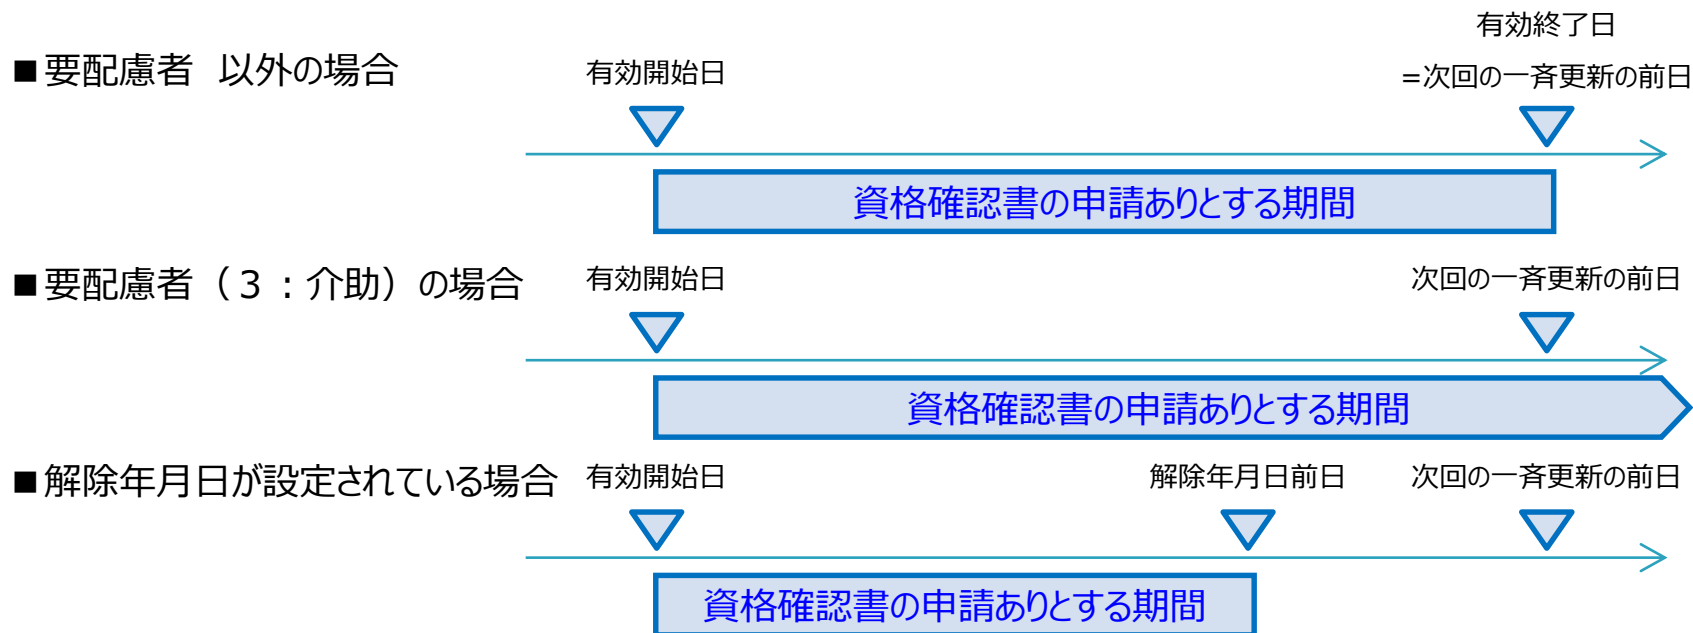 有効終了日
■要配慮者 以外の場合 有効開始日 =次回の一斉更新の前日
資格確認書の申請ありとする期間
■要配慮者（3：介助）の場合 有効開始日 次回の一斉更新の前日
資格確認書の申請ありとする期間
■解除年月日が設定されている場合 有効開始日 解除年月日前日 次回の一斉更新の前日
資格確認書の申請ありとする期間